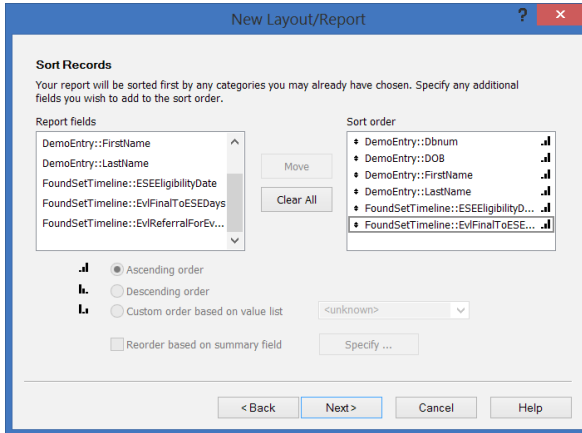 New Layout/Report
?
×
Sort Records
Your report will be sorted first by any categories you may already have chosen. Specify any additional
fields you wish to add to the sort order.
Report fields
DemoEntry::FirstName
DemoEntry::LastName
FoundSetTimeline::ESEEligibilityDate
FoundSetTimeline::EvlFinalToESEDays
FoundSetTimeline::EvlReferralForEv...
Move
Clear All
Sort order
DemoEntry::Dbnum
DemoEntry::DOB
DemoEntry::FirstName
DemoEntry::LastName
FoundSetTimeline::ESEEligibilityD...
FoundSetTimeline::EvlFinalToESE...
Ascending order
Descending order
Custom order based on value list
<unknown>
Reorder based on summary field
Specify ...
< Back
Next >
Cancel
Help